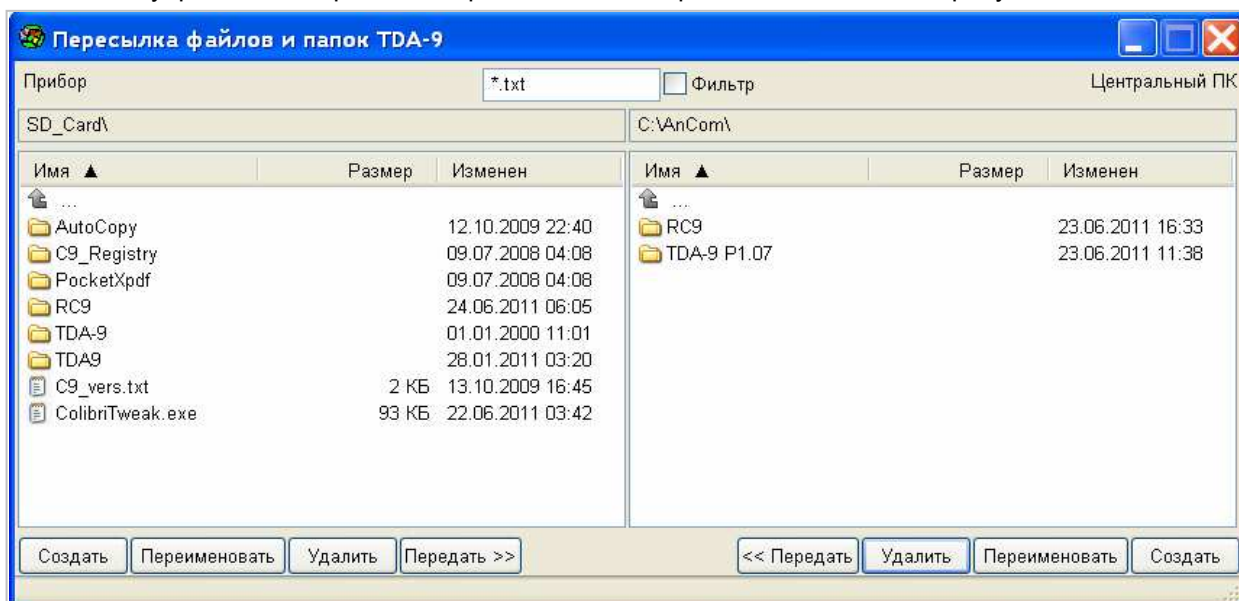 Пересылка файлов и папок TDA-9
Прибор *.txt Фильтр Центральный ПК
SD_Card\ C:\AnCom\
Имя ▲ Размер Изменен Имя ▲ Размер Изменен
... ...
AutoCopy 12.10.2009 22:40 RC9 23.06.2011 16:33
C9_Registry 09.07.2008 04:08 TDA-9 P1.07 23.06.2011 11:38
PocketXpdf 09.07.2008 04:08
RC9 24.06.2011 06:05
TDA-9 01.01.2000 11:01
TDA9 28.01.2011 03:20
C9_vers.txt 2 КБ 13.10.2009 16:45
ColibriTweak.exe 93 КБ 22.06.2011 03:42
Создать Переименовать Удалить Передать >> << Передать Удалить Переименовать Создать